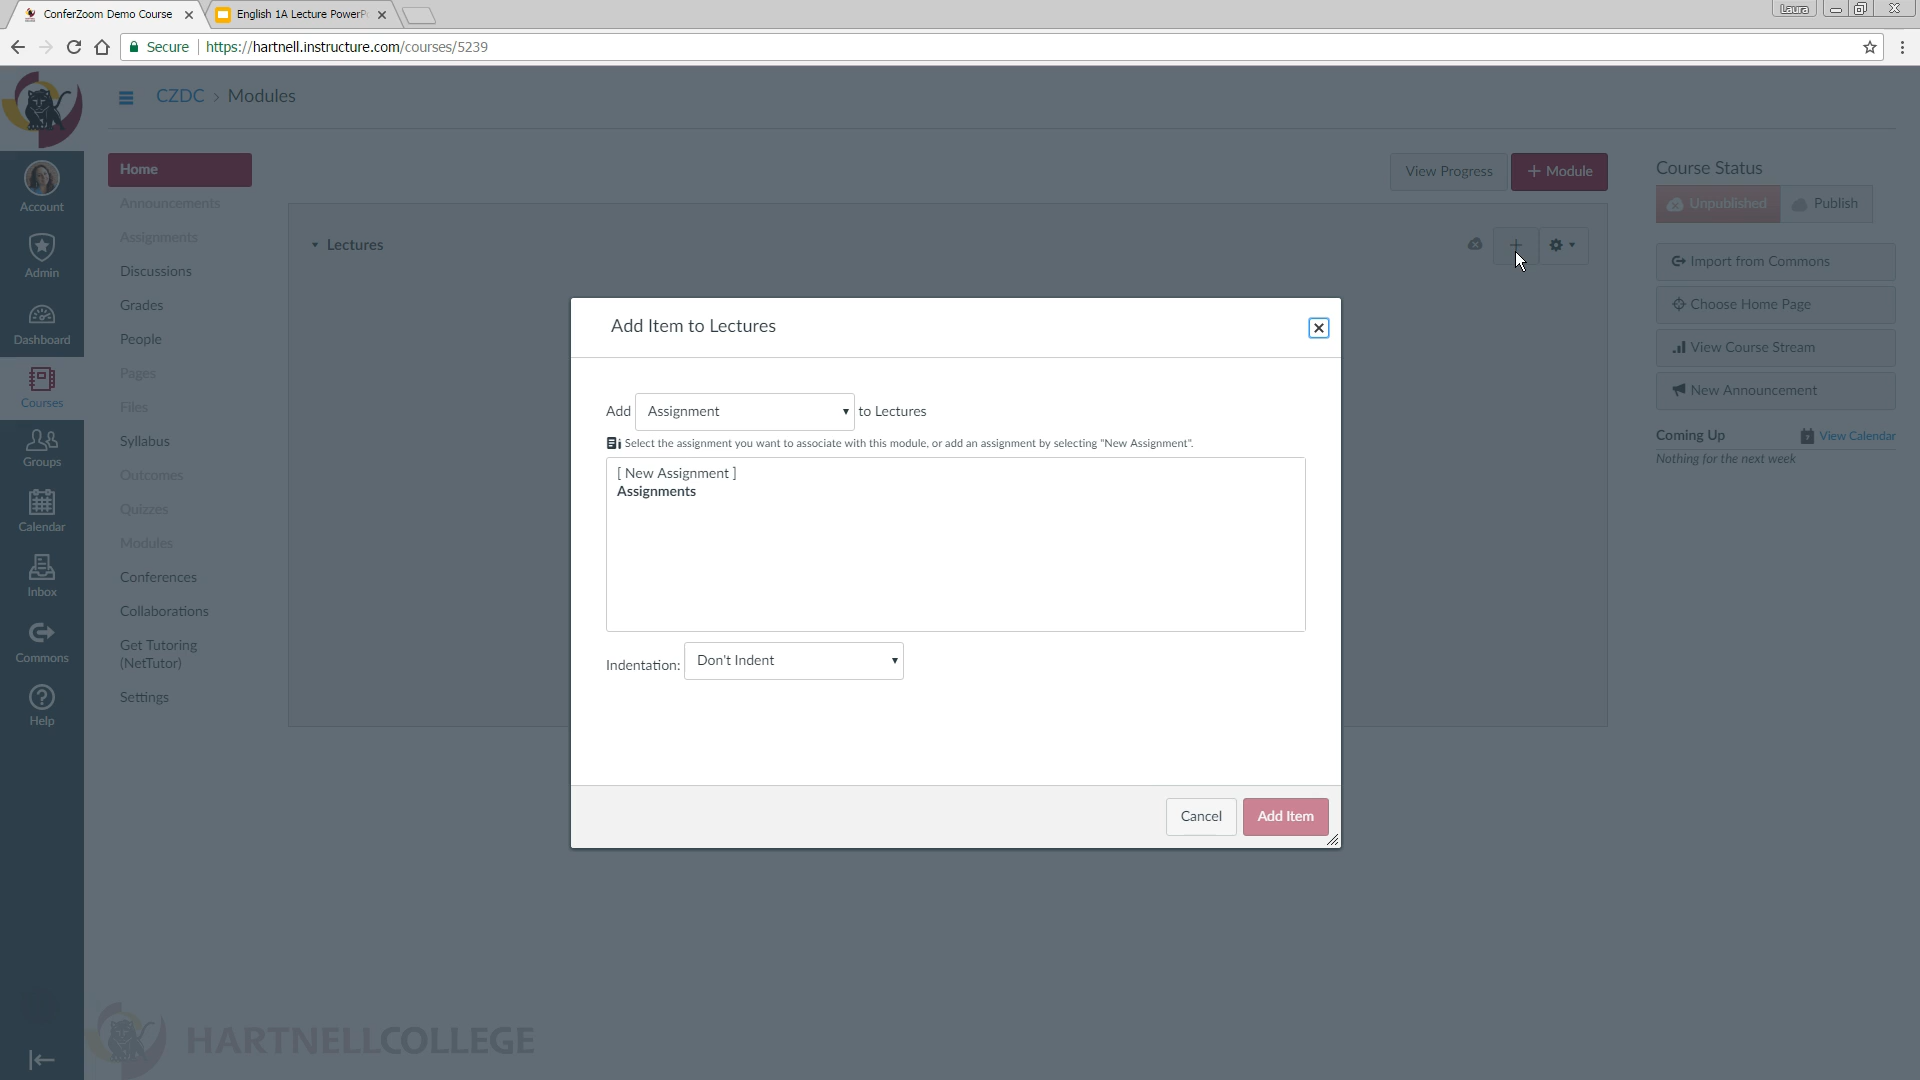 ConferZoom Demo Course
English 1A Lecture PowerP
Laura
Secure
https://hartnell.instructure.com/courses/5239
CZDC > Modules
Account
Admin
Dashboard
Courses
Groups
Calendar
Inbox
Commons
Help
Home
Announcements
Assignments
Discussions
Grades
People
Pages
Files
Syllabus
Outcomes
Quizzes
Modules
Conferences
Collaborations
Get Tutoring
(NetTutor)
Settings
View Progress
+ Module
Lectures
Add Item to Lectures
Add Assignment to Lectures
Select the assignment you want to associate with this module, or add an assignment by selecting "New Assignment".
[ New Assignment ]
Assignments
Indentation: Don't Indent
Cancel
Add Item
Course Status
Unpublished
Publish
Import from Commons
Choose Home Page
View Course Stream
New Announcement
Coming Up
View Calendar
Nothing for the next week
HARTNELLCOLLEGE